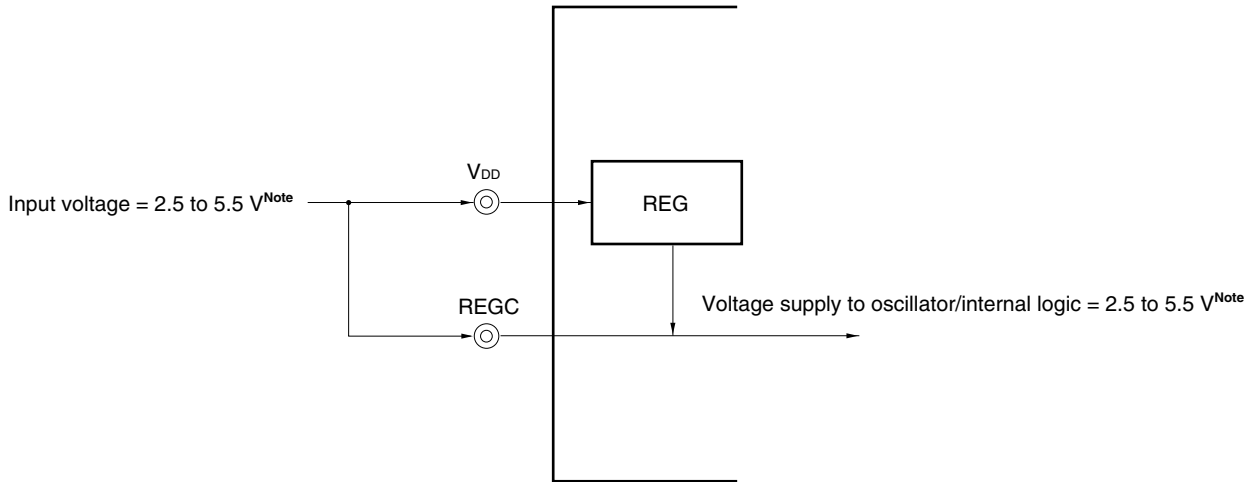 VDD
Input voltage = 2.5 to 5.5 VNote
REG
REGC
Voltage supply to oscillator/internal logic = 2.5 to 5.5 VNote